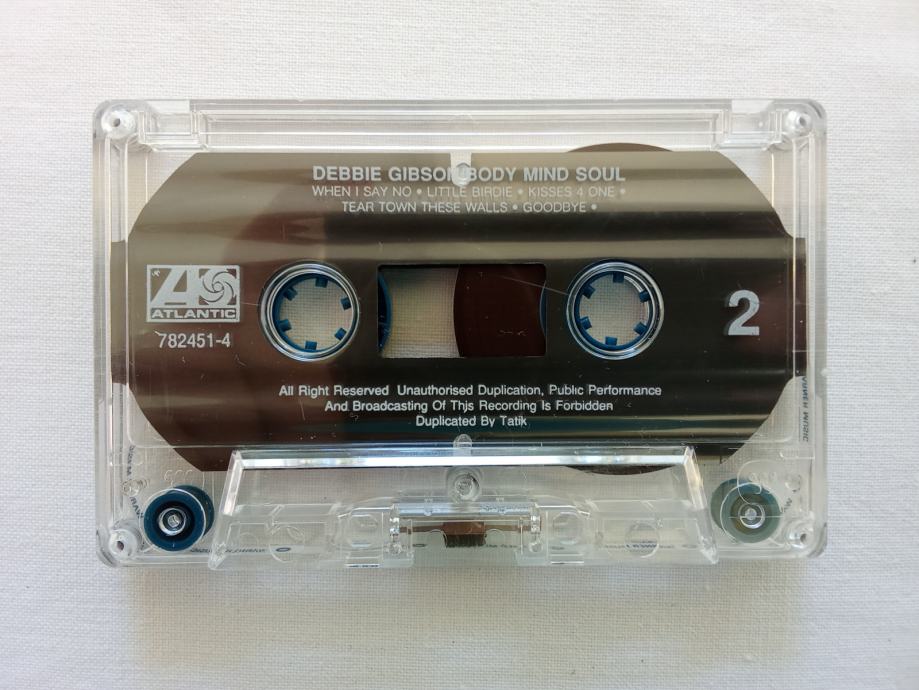 DEBBIE GIBSON BODY MIND SOUL
WHEN I SAY NO • LITTLE BIRDIE • KISSES 4 ONE •
TEAR TOWN THESE WALLS • GOODBYE •
ATLANTIC
782451-4
2
All Right Reserved Unauthorised Duplication, Public Performance
And Broadcasting Of This Recording Is Forbidden
Duplicated By Tatik